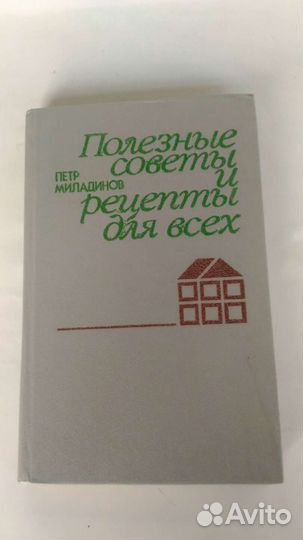 Полезные
советы
ПЕТР
МИЛАДИНОВ
и
рецепты
для всех
Avito